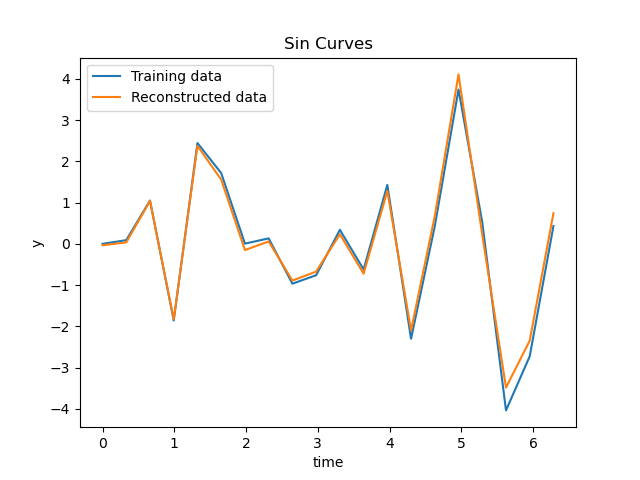 Sin Curves
Training data
Reconstructed data
4
3
2
1
0
−1
−2
−3
−4
y
0 1 2 3 4 5 6
time